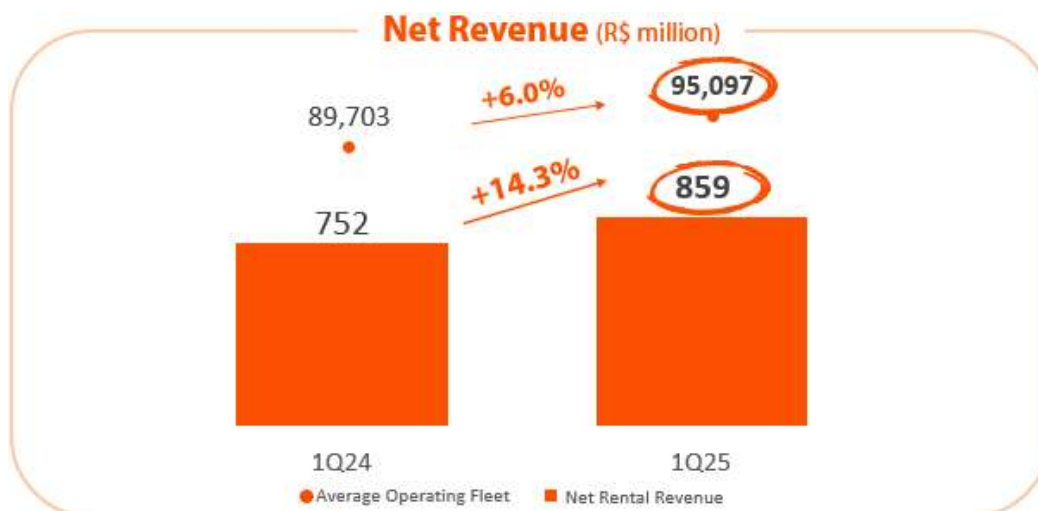 Net Revenue (R$ million)
95,097
+6.0%
89,703
+14.3%
859
752
1Q24 1Q25
Average Operating Fleet Net Rental Revenue